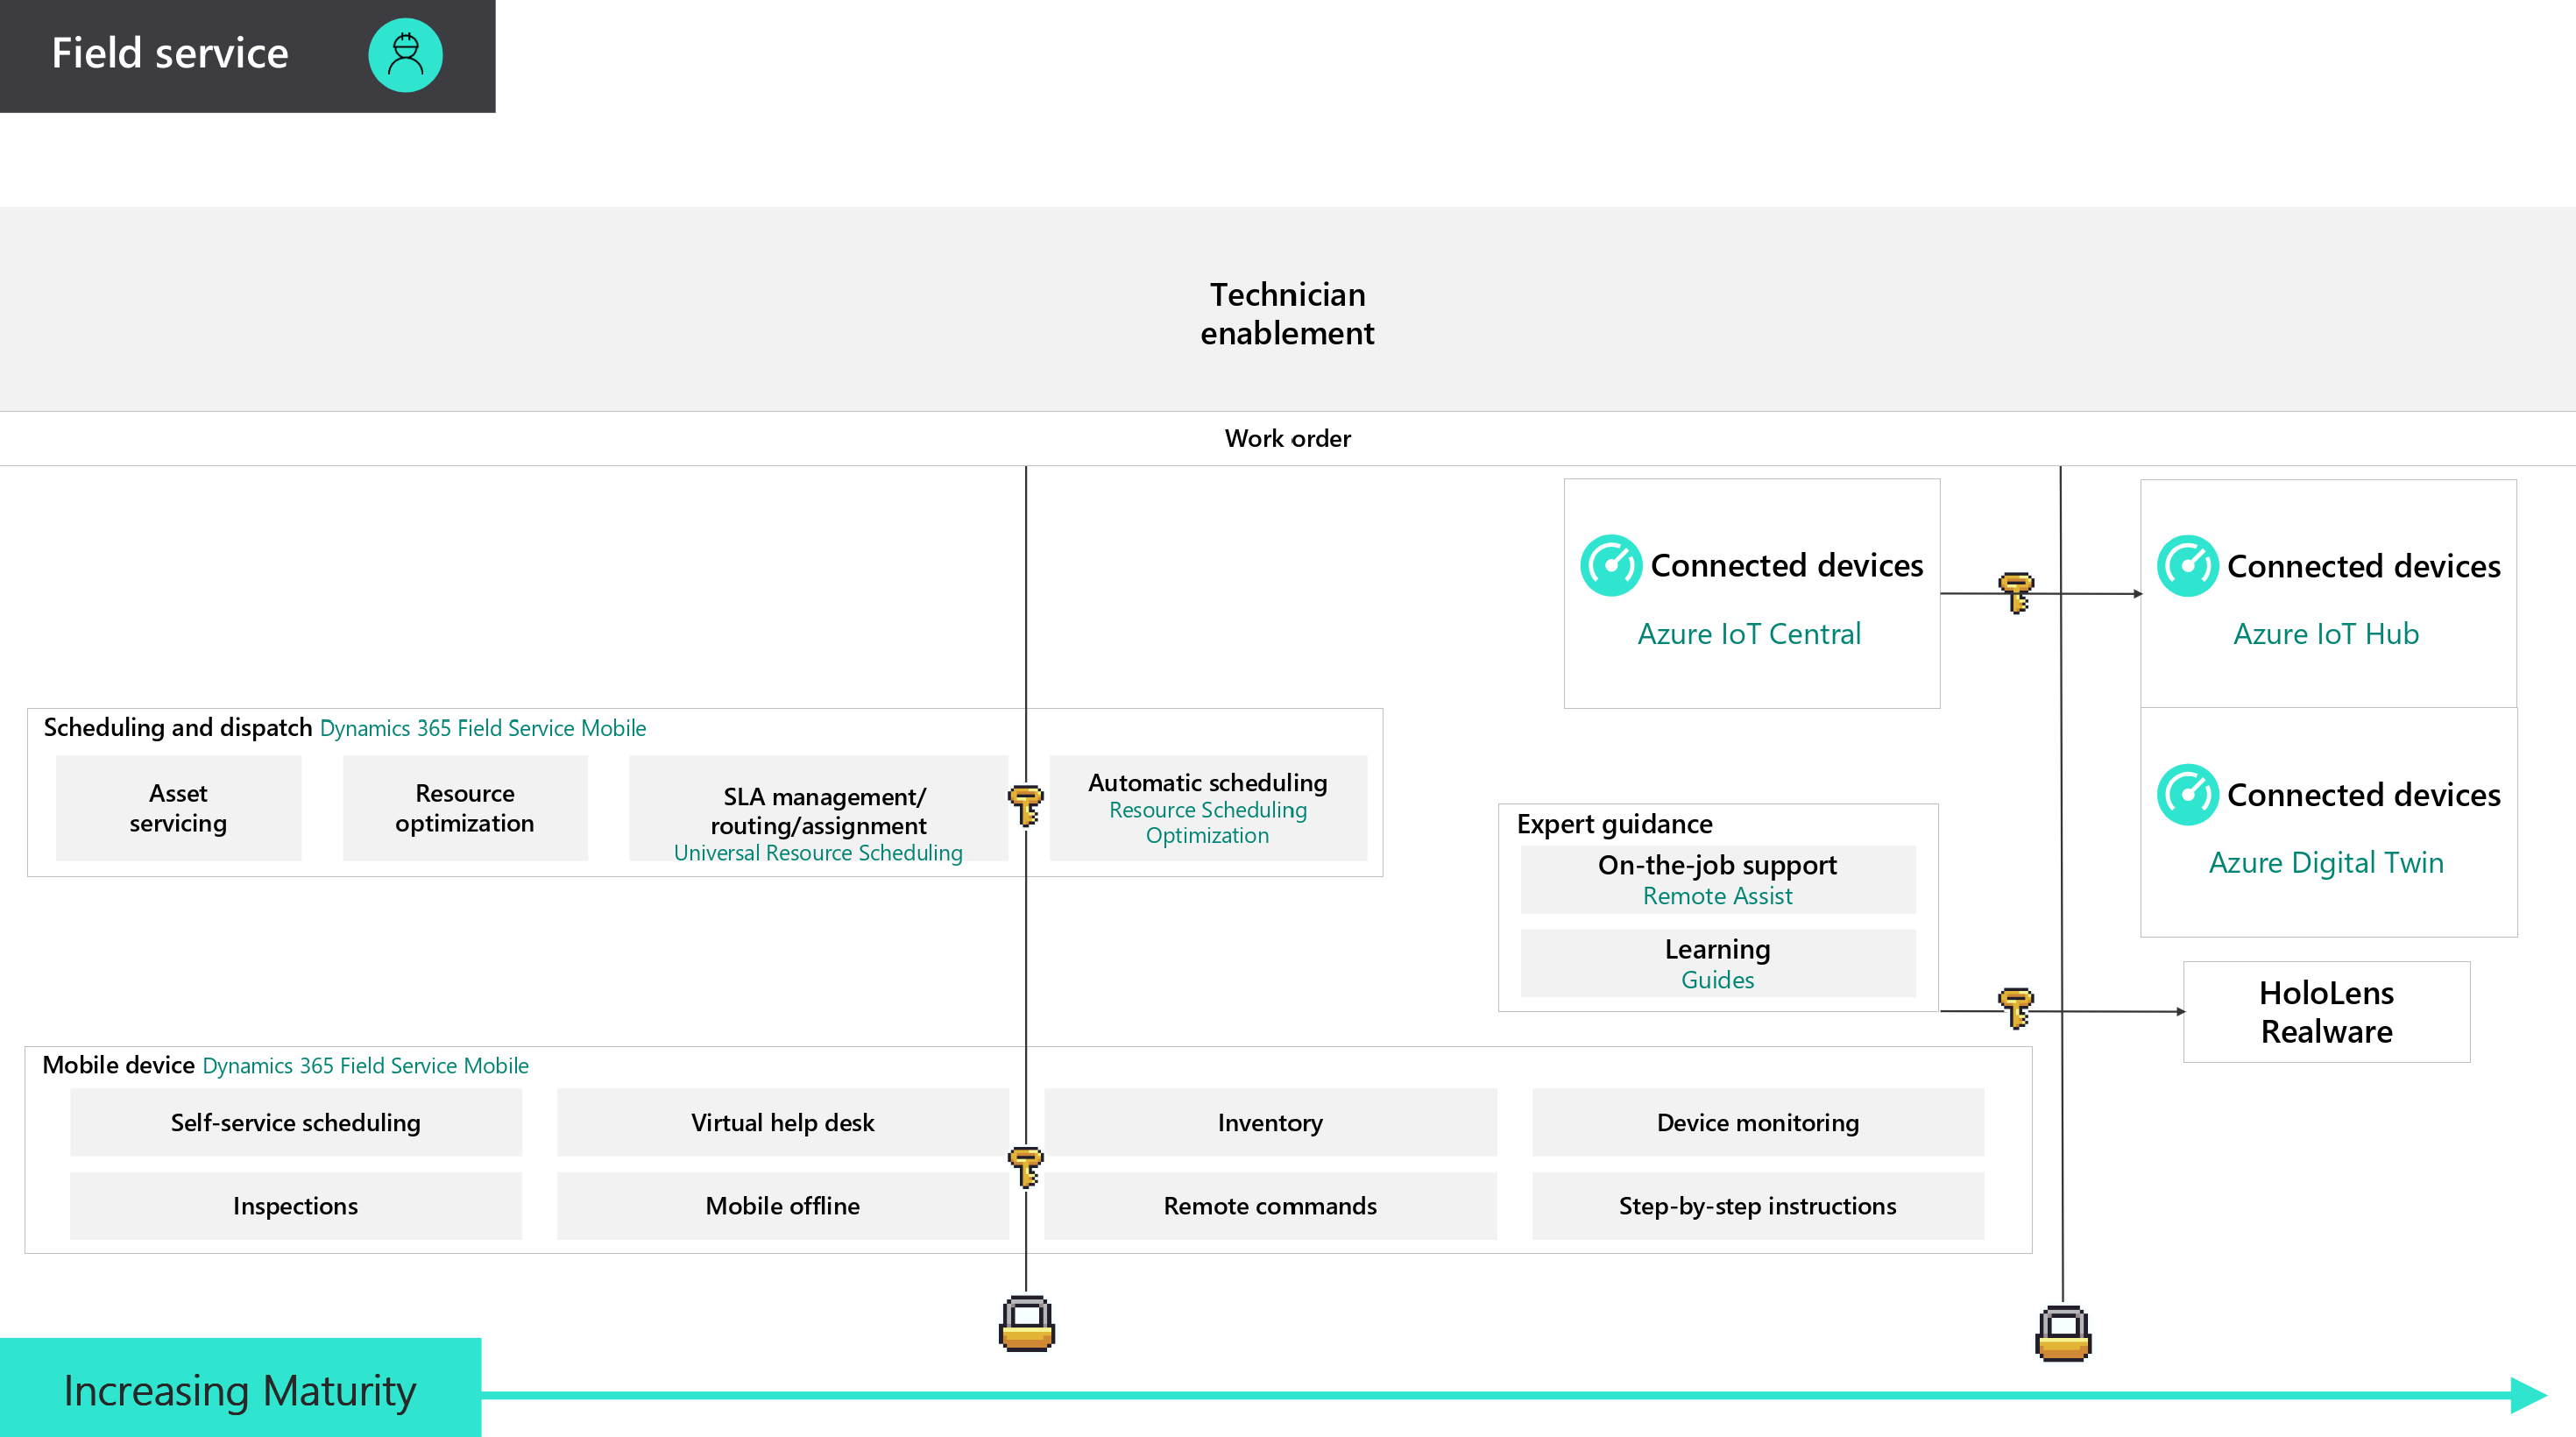 Field service
Technician
enablement
Work order
Connected devices
Azure IoT Central
Connected devices
Azure IoT Hub
Scheduling and dispatch Dynamics 365 Field Service Mobile
Asset
servicing
Resource
optimization
SLA management/
routing/assignment
Universal Resource Scheduling
Automatic scheduling
Resource Scheduling
Optimization
Connected devices
Azure Digital Twin
Expert guidance
On-the-job support
Remote Assist
Learning
Guides
HoloLens
Realware
Mobile device Dynamics 365 Field Service Mobile
Self-service scheduling
Virtual help desk
Inventory
Device monitoring
Inspections
Mobile offline
Remote commands
Step-by-step instructions
Increasing Maturity